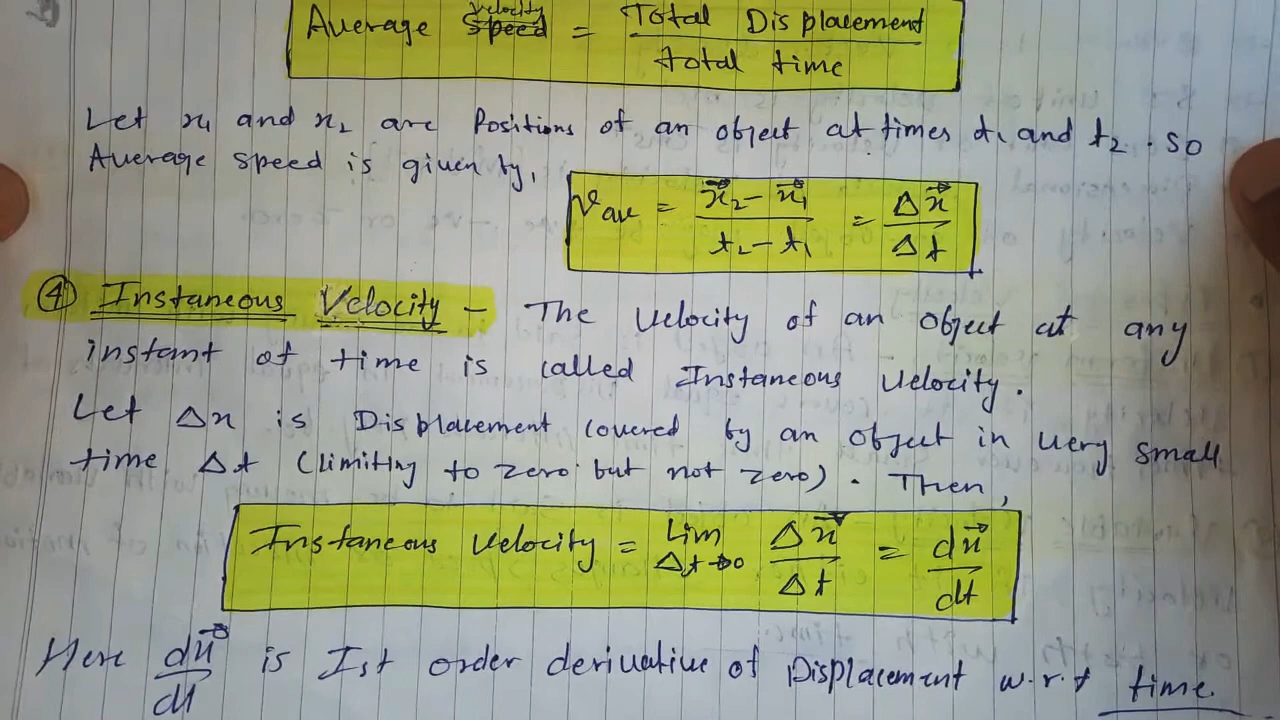 velocity
Average Speed = Total Displacement / total time
Let x1 and x2 are Positions of an object at times t1 and t2. so
Average speed is given by,
Vav = x⃗2 - x⃗1 / t2 - t1 = Δx⃗ / Δt
④ Instaneous Velocity - The Velocity of an object at any
instant of time is called Instaneous Velocity.
Let Δx is Displacement covered by an object in very small
time Δt (limiting to zero but not zero). Then,
Instaneous Velocity = Lim Δt→0 Δx⃗ / Δt = dx⃗ / dt
Here dx⃗ / dt is Ist order derivative of Displacement w.r.t time.